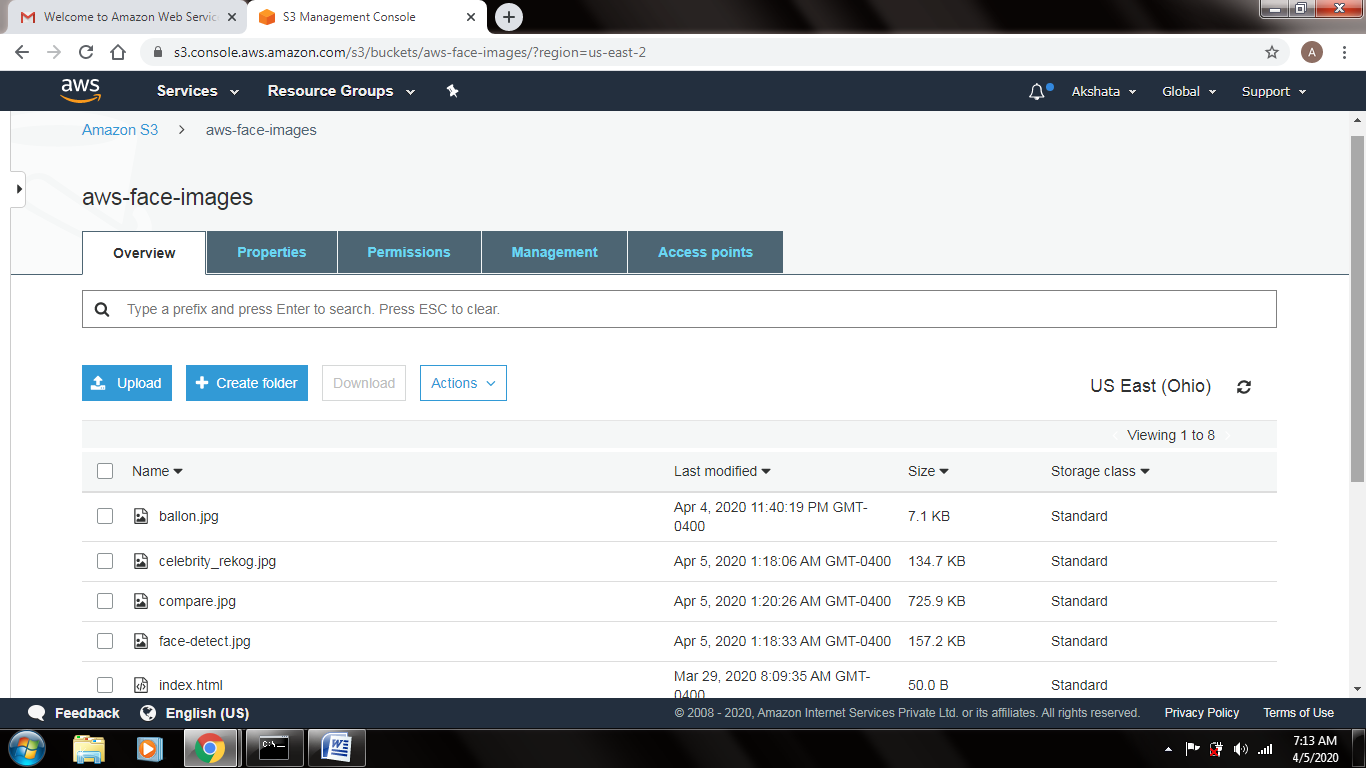 Welcome to Amazon Web Servic
S3 Management Console
s3.console.aws.amazon.com/s3/buckets/aws-face-images/?region=us-east-2
A
aws
Services
Resource Groups
Akshata
Global
Support
Amazon S3 > aws-face-images
aws-face-images
Overview
Properties
Permissions
Management
Access points
Type a prefix and press Enter to search. Press ESC to clear.
Upload
Create folder
Download
Actions
US East (Ohio)
Viewing 1 to 8
Name Last modified Size Storage class
ballon.jpg Apr 4, 2020 11:40:19 PM GMT-
0400 7.1 KB Standard
celebrity_rekog.jpg Apr 5, 2020 1:18:06 AM GMT-0400 134.7 KB Standard
compare.jpg Apr 5, 2020 1:20:26 AM GMT-0400 725.9 KB Standard
face-detect.jpg Apr 5, 2020 1:18:33 AM GMT-0400 157.2 KB Standard
index.html Mar 29, 2020 8:09:35 AM GMT-
0400 50.0 B Standard
Feedback
English (US)
© 2008 - 2020, Amazon Internet Services Private Ltd. or its affiliates. All rights reserved.
Privacy Policy
Terms of Use
C:\_
7:13 AM
4/5/2020